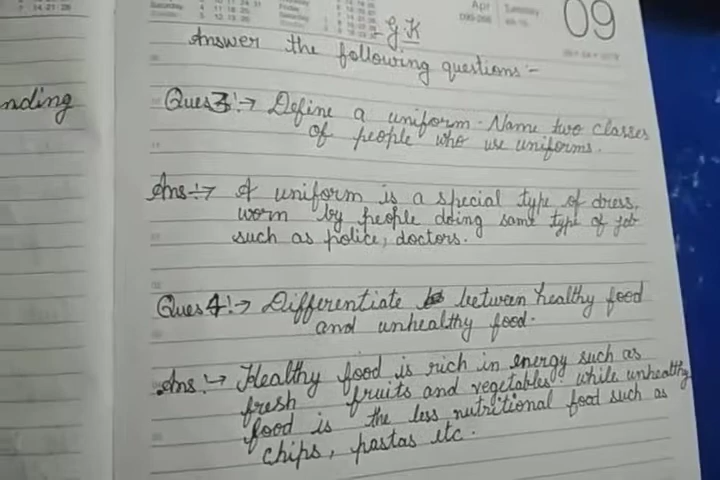 Apr
Tuesday
09
G.K
Answer the following questions:-
nding
Ques3:→ Define a uniform. Name two classes
of people who use uniforms.
Ans:→ A uniform is a special type of dress,
worn by people doing same type of job
such as police, doctors.
Ques4:→ Differentiate between healthy food
and unhealthy food.
Ans:→ Healthy food is rich in energy such as
fresh fruits and vegetables while unhealthy
food is the less nutritional food such as
chips, pastas etc.